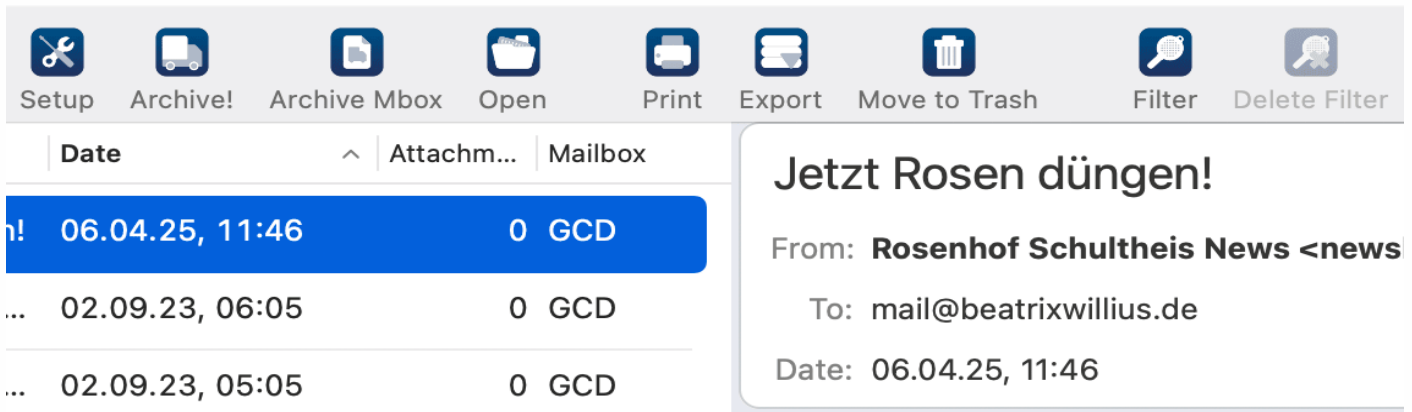 Setup Archive! Archive Mbox Open Print Export Move to Trash Filter Delete Filter
Date Attachm... Mailbox
Jetzt Rosen düngen!
! 06.04.25, 11:46 0 GCD
From: Rosenhof Schultheis News <news
... 02.09.23, 06:05 0 GCD
To: mail@beatrixwillius.de
Date: 06.04.25, 11:46
... 02.09.23, 05:05 0 GCD